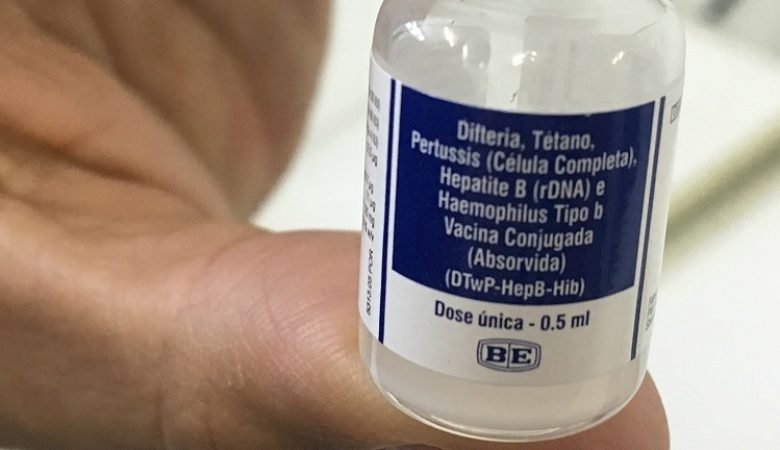 Difteria, Tétano,
Pertussis (Célula Completa),
Hepatite B (rDNA) e
Haemophilus Tipo b
Vacina Conjugada
(Absorvida)
(DTwP-HepB-Hib)
Dose única - 0.5 ml
BE